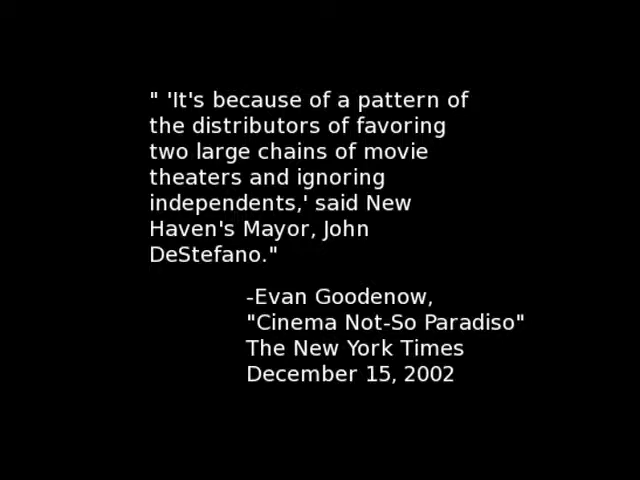 " 'It's because of a pattern of
the distributors of favoring
two large chains of movie
theaters and ignoring
independents,' said New
Haven's Mayor, John
DeStefano."
-Evan Goodenow,
"Cinema Not-So Paradiso"
The New York Times
December 15, 2002